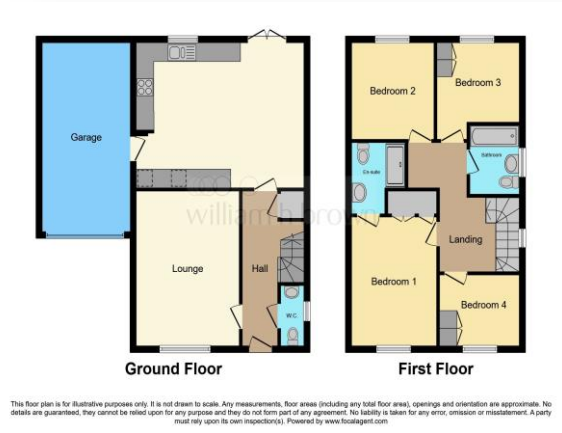 Garage
Lounge
Hall
W.C.
Ground Floor
Bedroom 2
Bedroom 3
Bathroom
En-suite
Landing
Bedroom 1
Bedroom 4
First Floor
william h brown
This floor plan is for illustrative purposes only. It is not drawn to scale. Any measurements, floor areas (including any total floor area), openings and orientation are approximate. No
details are guaranteed, they cannot be relied upon for any purpose and they do not form part of any agreement. No liability is taken for any error, omission or misstatement. A party
must rely upon its own inspection(s). Powered by www.focalagent.com